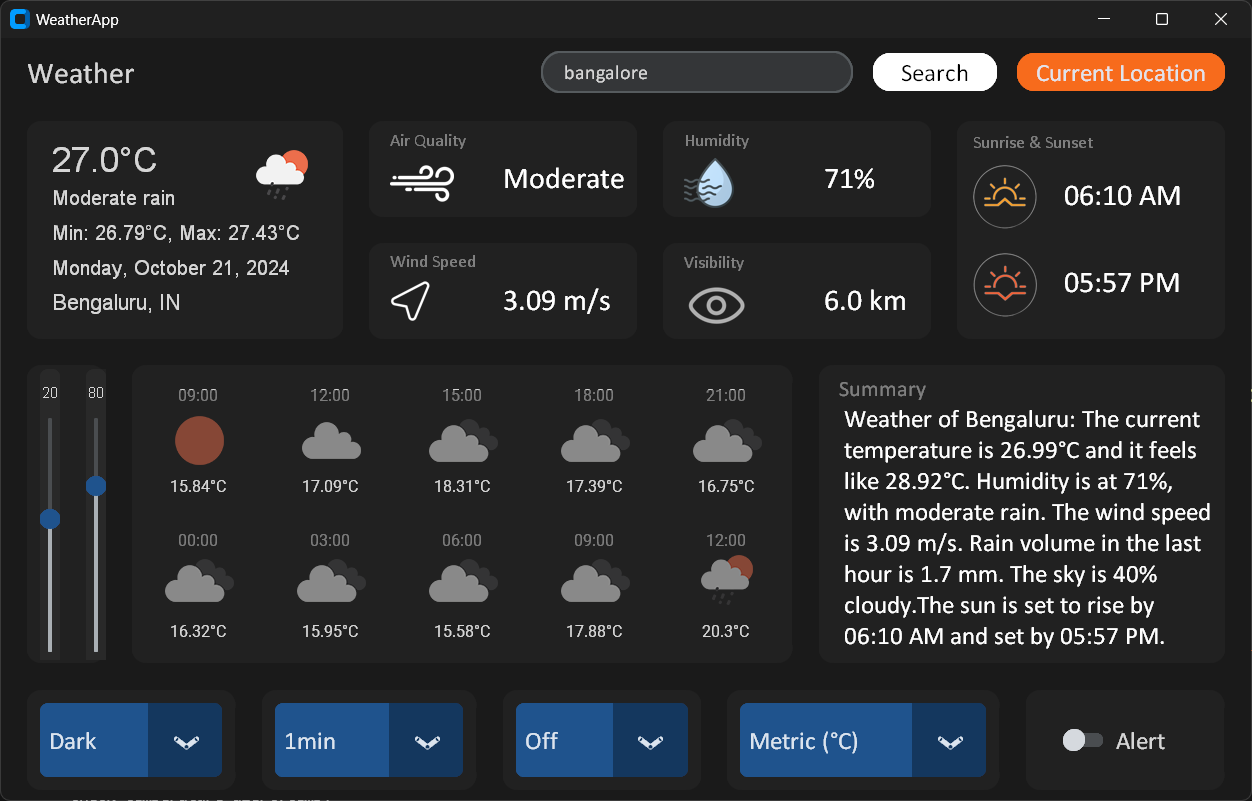 WeatherApp
Weather
bangalore
Search
Current Location
27.0°C
Moderate rain
Min: 26.79°C, Max: 27.43°C
Monday, October 21, 2024
Bengaluru, IN
Air Quality
Moderate
Humidity
71%
Wind Speed
3.09 m/s
Visibility
6.0 km
Sunrise & Sunset
06:10 AM
05:57 PM
20 80
09:00 12:00 15:00 18:00 21:00
15.84°C 17.09°C 18.31°C 17.39°C 16.75°C
00:00 03:00 06:00 09:00 12:00
16.32°C 15.95°C 15.58°C 17.88°C 20.3°C
Summary
Weather of Bengaluru: The current
temperature is 26.99°C and it feels
like 28.92°C. Humidity is at 71%,
with moderate rain. The wind speed
is 3.09 m/s. Rain volume in the last
hour is 1.7 mm. The sky is 40%
cloudy.The sun is set to rise by
06:10 AM and set by 05:57 PM.
Dark
1min
Off
Metric (°C)
Alert